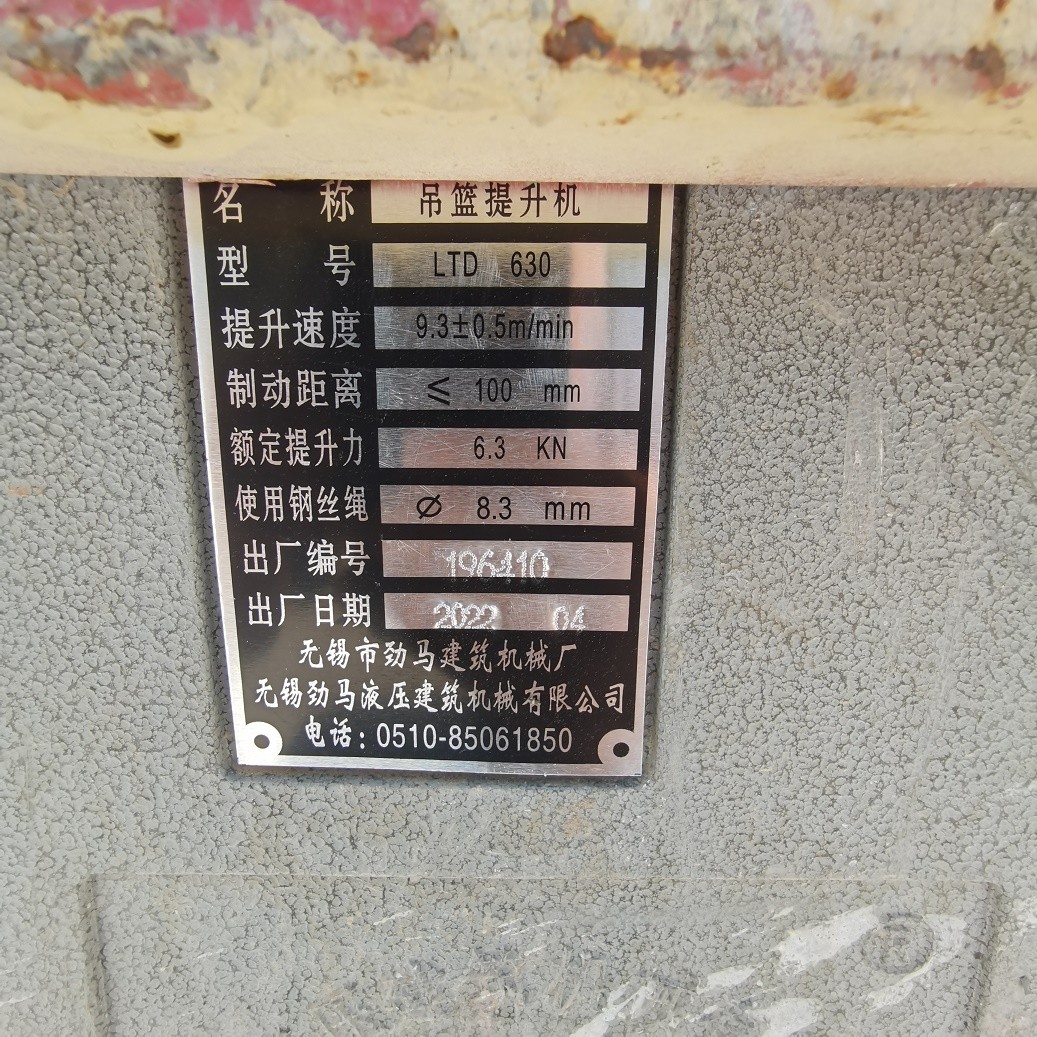 名 称 吊篮提升机
型 号 LTD 630
提升速度 9.3±0.5m/min
制动距离 ≤ 100 mm
额定提升力 6.3 KN
使用钢丝绳 Ø 8.3 mm
出厂编号 196410
出厂日期 2022 04
无锡市劲马建筑机械厂
无锡劲马液压建筑机械有限公司
电话：0510-85061850